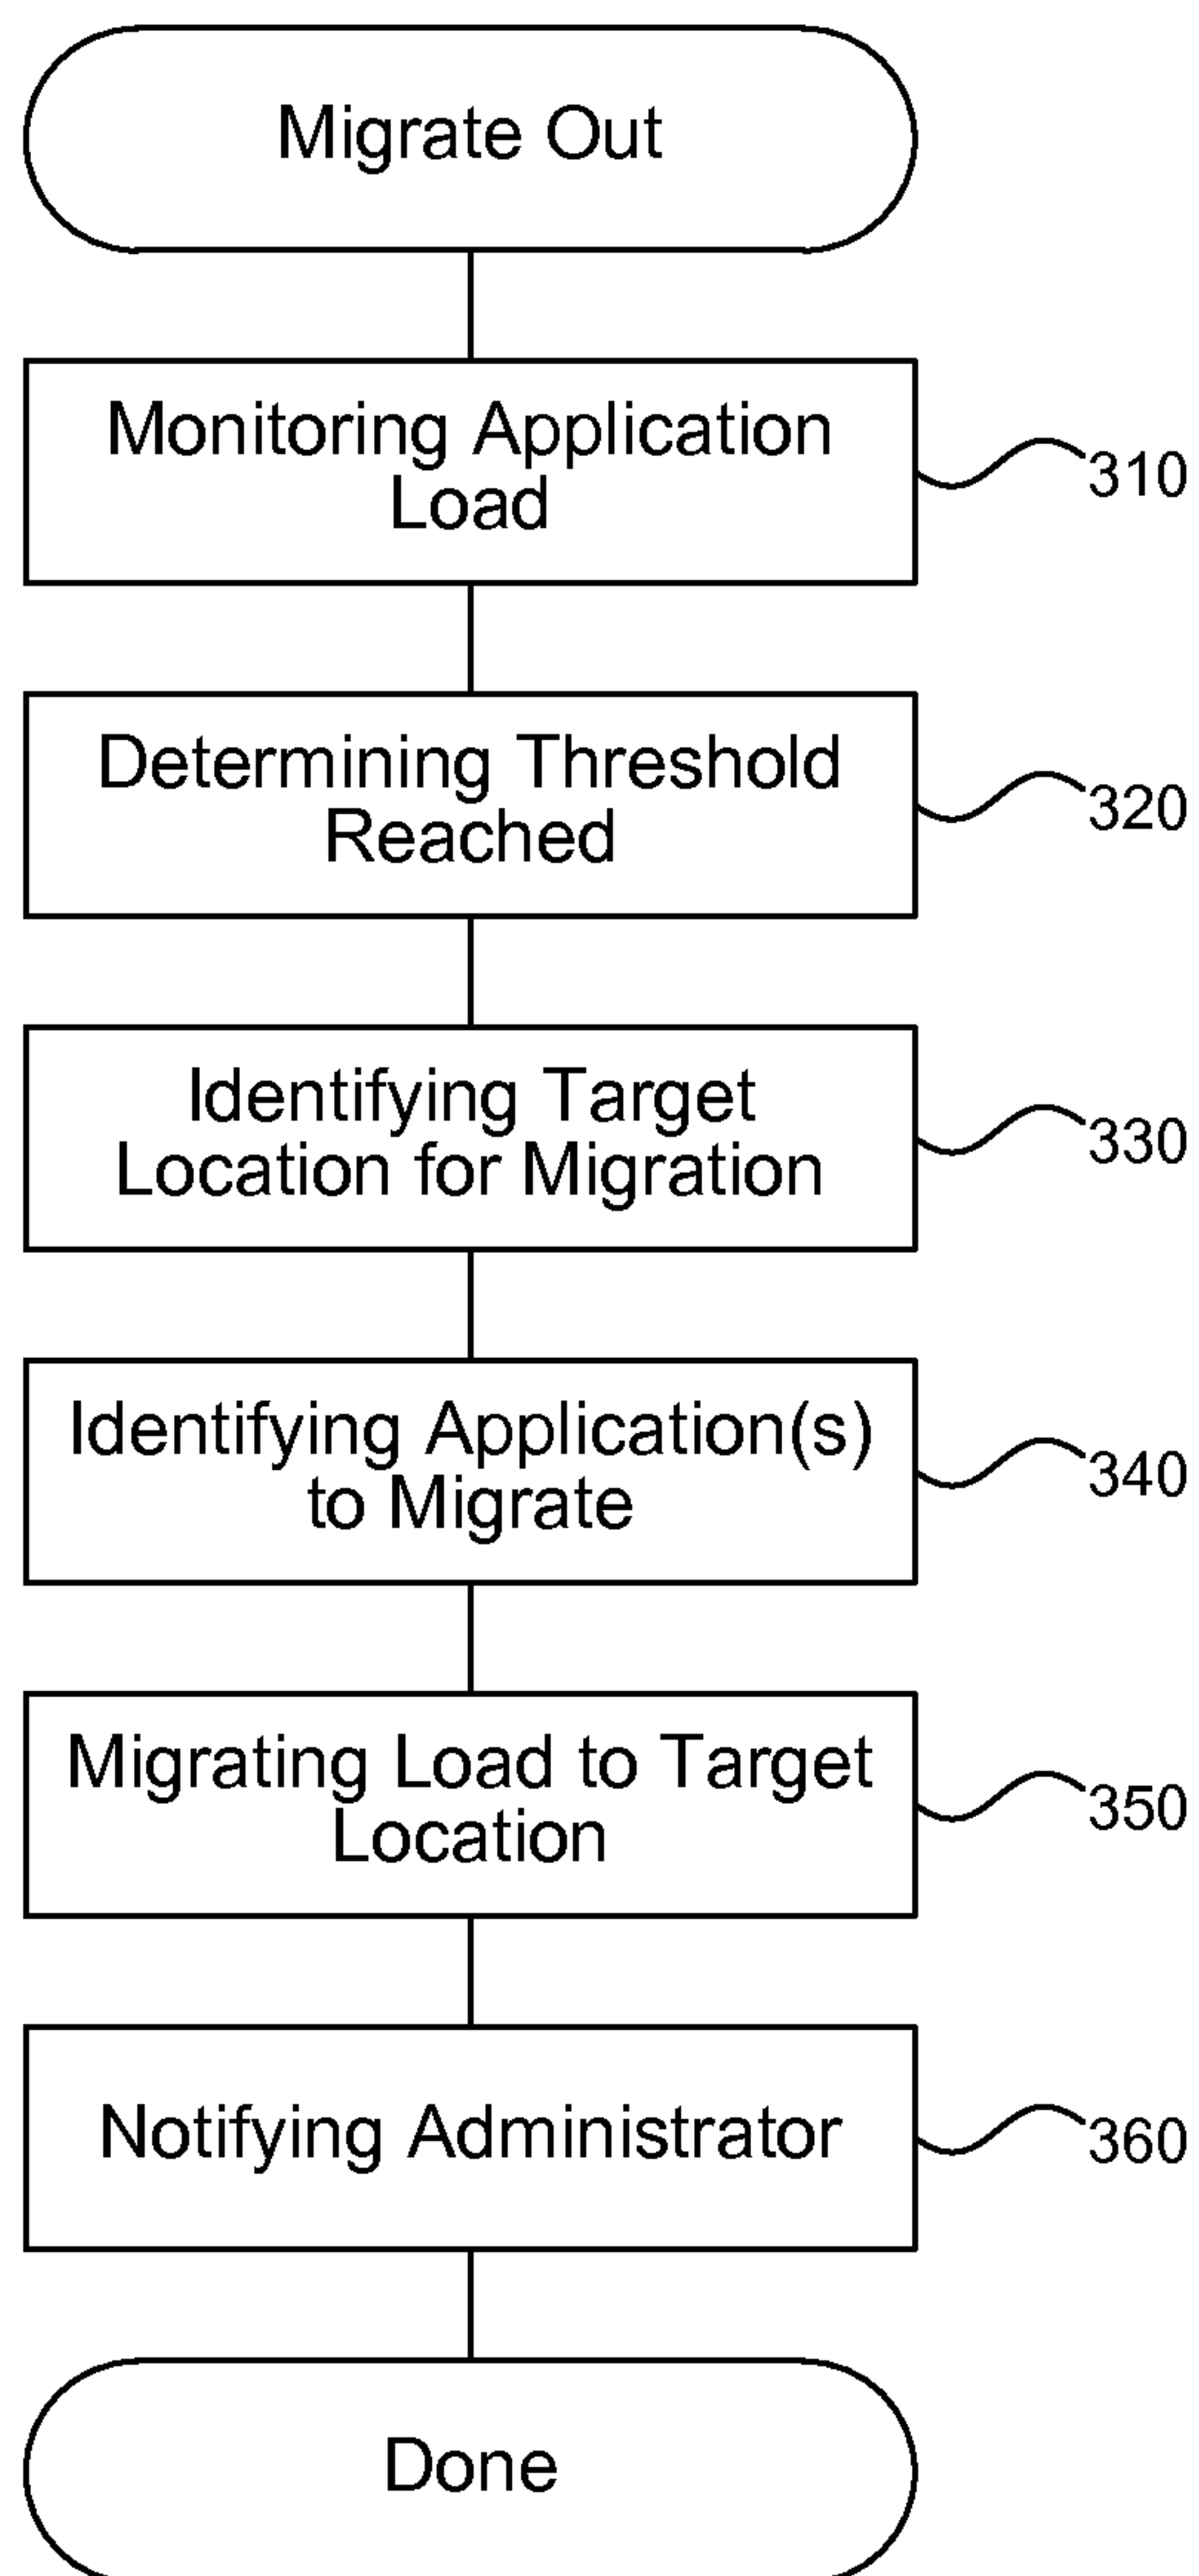 Migrate Out
Monitoring Application
Load
310
Determining Threshold
Reached
320
Identifying Target
Location for Migration
330
Identifying Application(s)
to Migrate
340
Migrating Load to Target
Location
350
Notifying Administrator
360
Done